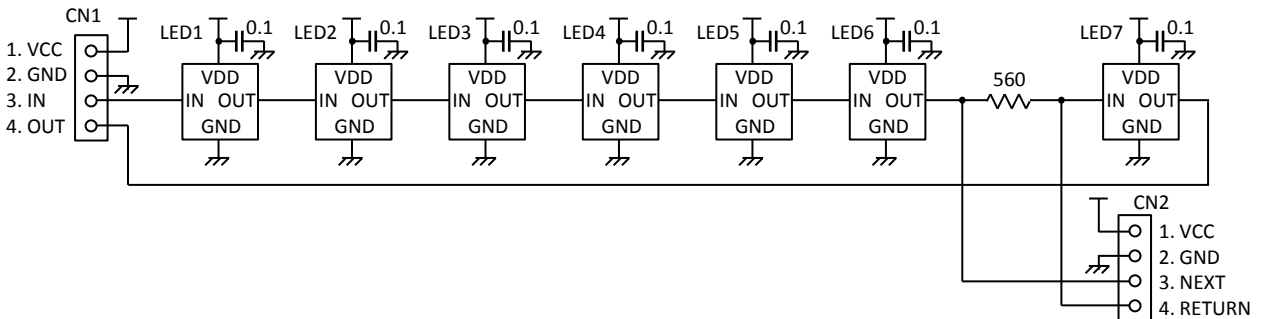 CN1
1. VCC
2. GND
3. IN
4. OUT
LED1 0.1
VDD
IN OUT
GND
LED2 0.1
VDD
IN OUT
GND
LED3 0.1
VDD
IN OUT
GND
LED4 0.1
VDD
IN OUT
GND
LED5 0.1
VDD
IN OUT
GND
LED6 0.1
VDD
IN OUT
GND
560
LED7 0.1
VDD
IN OUT
GND
CN2
1. VCC
2. GND
3. NEXT
4. RETURN